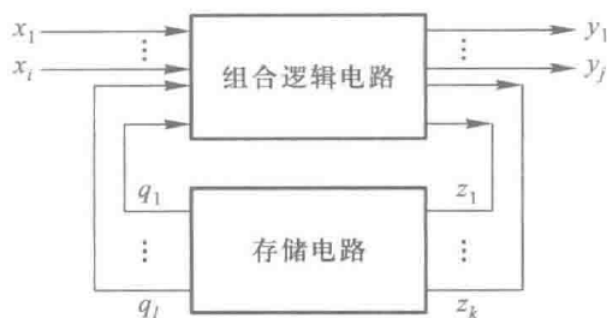 x₁ ⋮ y₁
xᵢ 组合逻辑电路 yⱼ
q₁ z₁
⋮ 存储电路 ⋮
qₗ zₖ